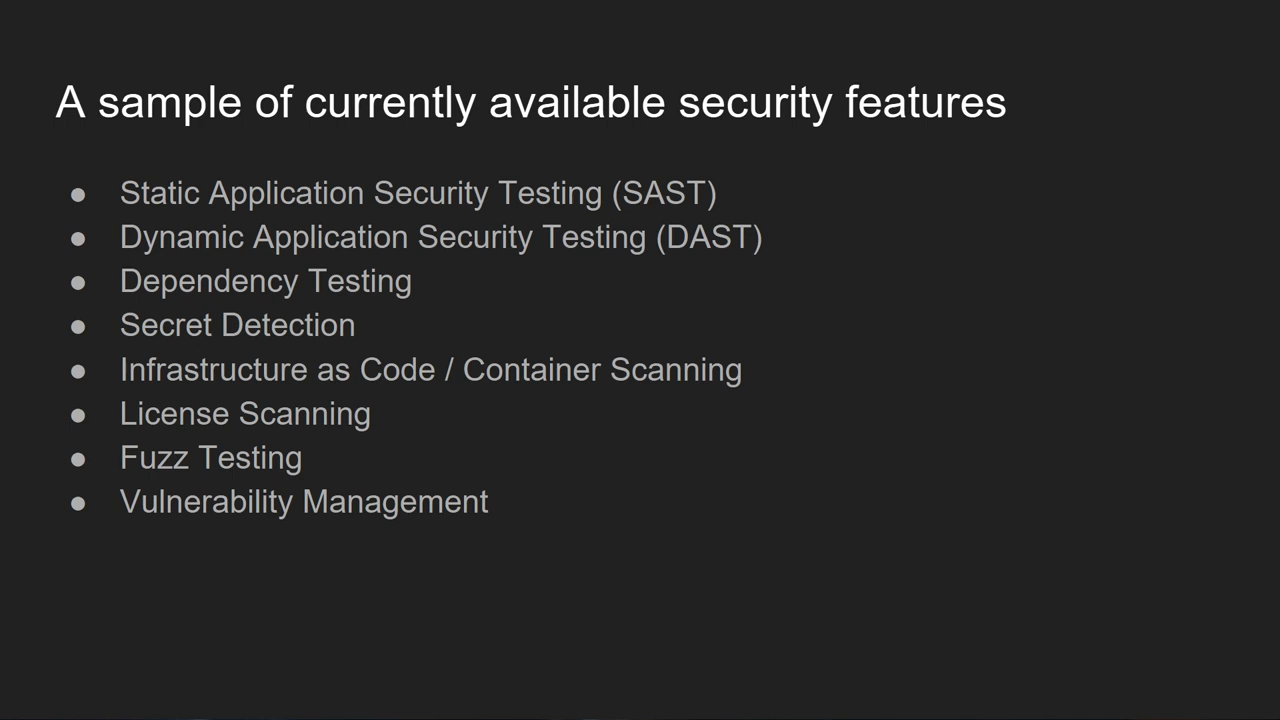 A sample of currently available security features
● Static Application Security Testing (SAST)
● Dynamic Application Security Testing (DAST)
● Dependency Testing
● Secret Detection
● Infrastructure as Code / Container Scanning
● License Scanning
● Fuzz Testing
● Vulnerability Management